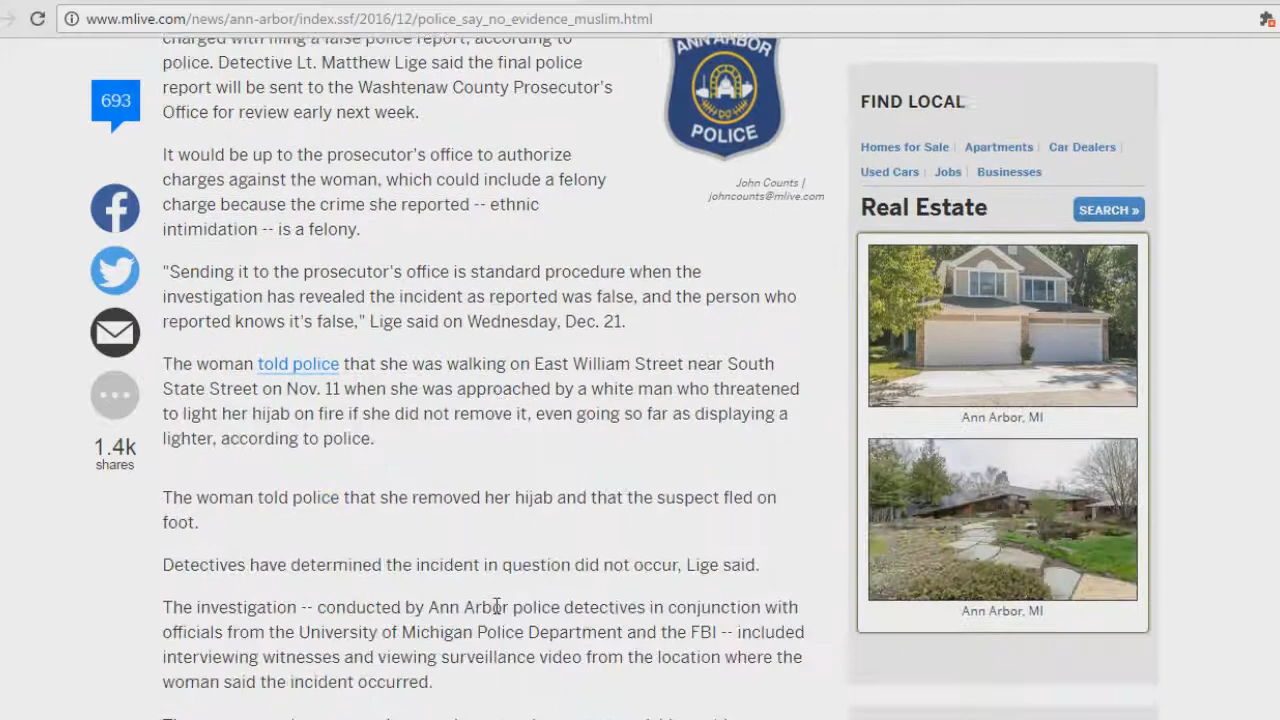 www.mlive.com/news/ann-arbor/index.ssf/2016/12/police_say_no_evidence_muslim.html
charged with filing a false police report, according to
police. Detective Lt. Matthew Lige said the final police
report will be sent to the Washtenaw County Prosecutor's
Office for review early next week.
ANN ARBOR
POLICE
John Counts |
johncounts@mlive.com
693
It would be up to the prosecutor's office to authorize
charges against the woman, which could include a felony
charge because the crime she reported -- ethnic
intimidation -- is a felony.
"Sending it to the prosecutor's office is standard procedure when the
investigation has revealed the incident as reported was false, and the person who
reported knows it's false," Lige said on Wednesday, Dec. 21.
The woman told police that she was walking on East William Street near South
State Street on Nov. 11 when she was approached by a white man who threatened
to light her hijab on fire if she did not remove it, even going so far as displaying a
lighter, according to police.
1.4k
shares
The woman told police that she removed her hijab and that the suspect fled on
foot.
Detectives have determined the incident in question did not occur, Lige said.
The investigation -- conducted by Ann Arbor police detectives in conjunction with
officials from the University of Michigan Police Department and the FBI -- included
interviewing witnesses and viewing surveillance video from the location where the
woman said the incident occurred.
FIND LOCAL
Homes for Sale | Apartments | Car Dealers |
Used Cars | Jobs | Businesses
Real Estate
SEARCH »
Ann Arbor, MI
Ann Arbor, MI